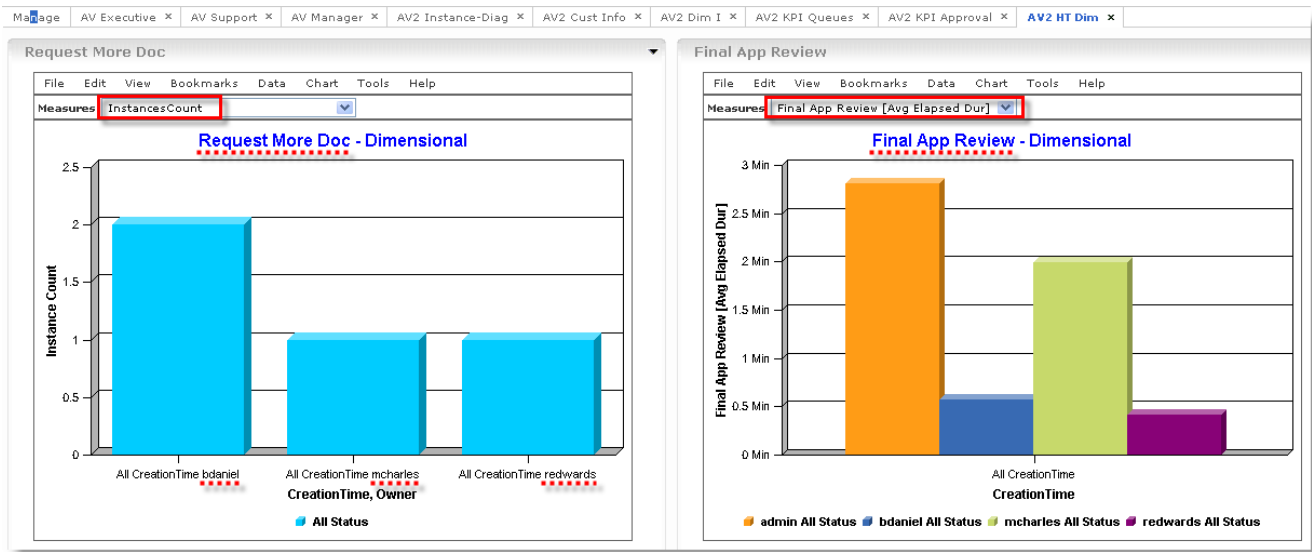 Manage AV Executive × AV Support × AV Manager × AV2 Instance-Diag × AV2 Cust Info × AV2 Dim I × AV2 KPI Queues × AV2 KPI Approval × AV2 HT Dim ×
Request More Doc
File Edit View Bookmarks Data Chart Tools Help
Measures InstancesCount
Request More Doc - Dimensional
2.5
2
1.5
1
0.5
0
Instance Count
All CreationTime bdaniel All CreationTime mcharles All CreationTime redwards
CreationTime, Owner
All Status
Final App Review
File Edit View Bookmarks Data Chart Tools Help
Measures Final App Review [Avg Elapsed Dur]
Final App Review - Dimensional
3 Min
2.5 Min
2 Min
1.5 Min
1 Min
0.5 Min
0 Min
Final App Review [Avg Elapsed Dur]
All CreationTime
CreationTime
admin All Status bdaniel All Status mcharles All Status redwards All Status